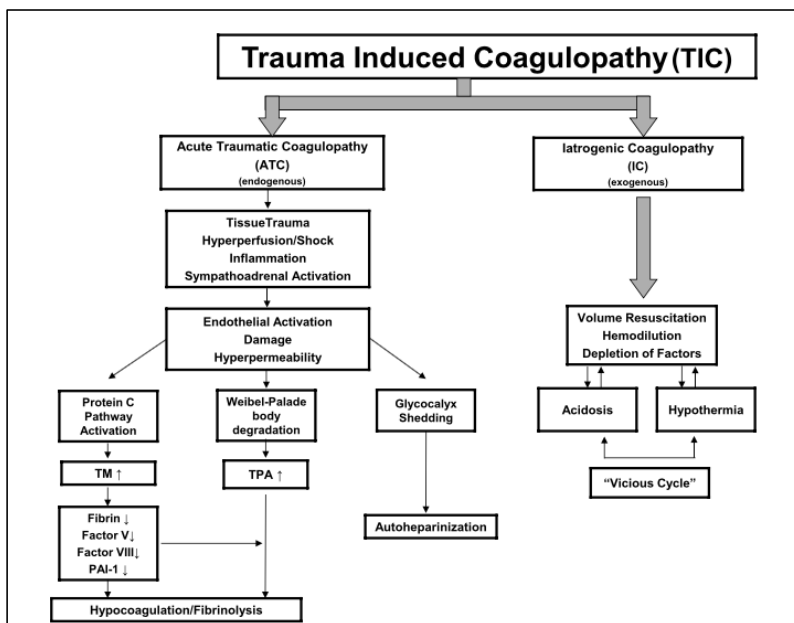 Trauma Induced Coagulopathy (TIC)
Acute Traumatic Coagulopathy
(ATC)
(endogenous)
Iatrogenic Coagulopathy
(IC)
(exogenous)
TissueTrauma
Hyperperfusion/Shock
Inflammation
Sympathoadrenal Activation
Volume Resuscitation
Hemodilution
Depletion of Factors
Endothelial Activation
Damage
Hyperpermeability
Protein C
Pathway
Activation
Weibel-Palade
body
degradation
Glycocalyx
Shedding
Acidosis
Hypothermia
TM ↑
TPA ↑
“Vicious Cycle”
Fibrin ↓
Factor V↓
Factor VIII↓
PAI-1 ↓
Autoheparinization
Hypocoagulation/Fibrinolysis